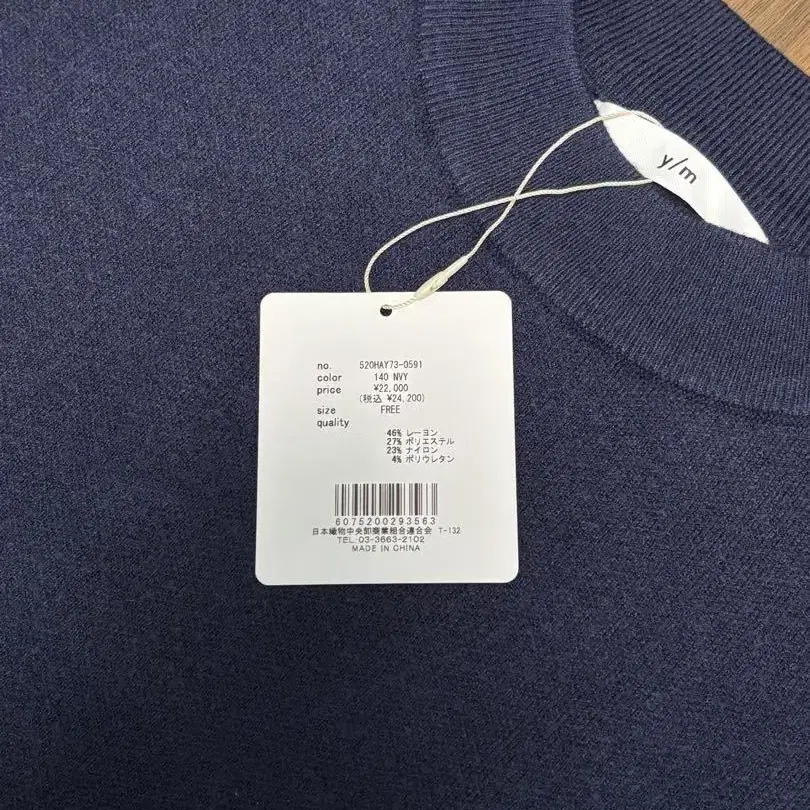 y/m
no. 520HAY73-0591
color 140 NVY
price ¥22,000
(税込 ¥24,200)
size FREE
quality
46% レーヨン
27% ポリエステル
23% ナイロン
4% ポリウレタン
6075200293563
日本織物中央卸商業組合連合会 T-132
TEL:03-3663-2102
MADE IN CHINA